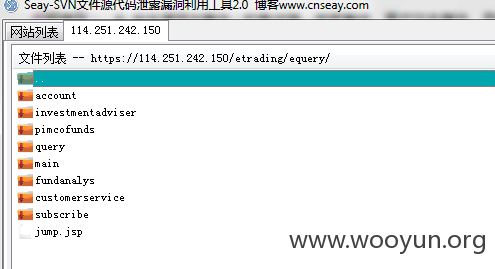 Seay-SVN文件源代码泄露漏洞利用工具2.0 博客www.cnseay.com
网站列表 114.251.242.150
文件列表 -- https://114.251.242.150/etrading/equery/
..
account
investmentadviser
pimcofunds
query
main
fundanalys
customerservice
subscribe
jump.jsp
www.wooyun.org